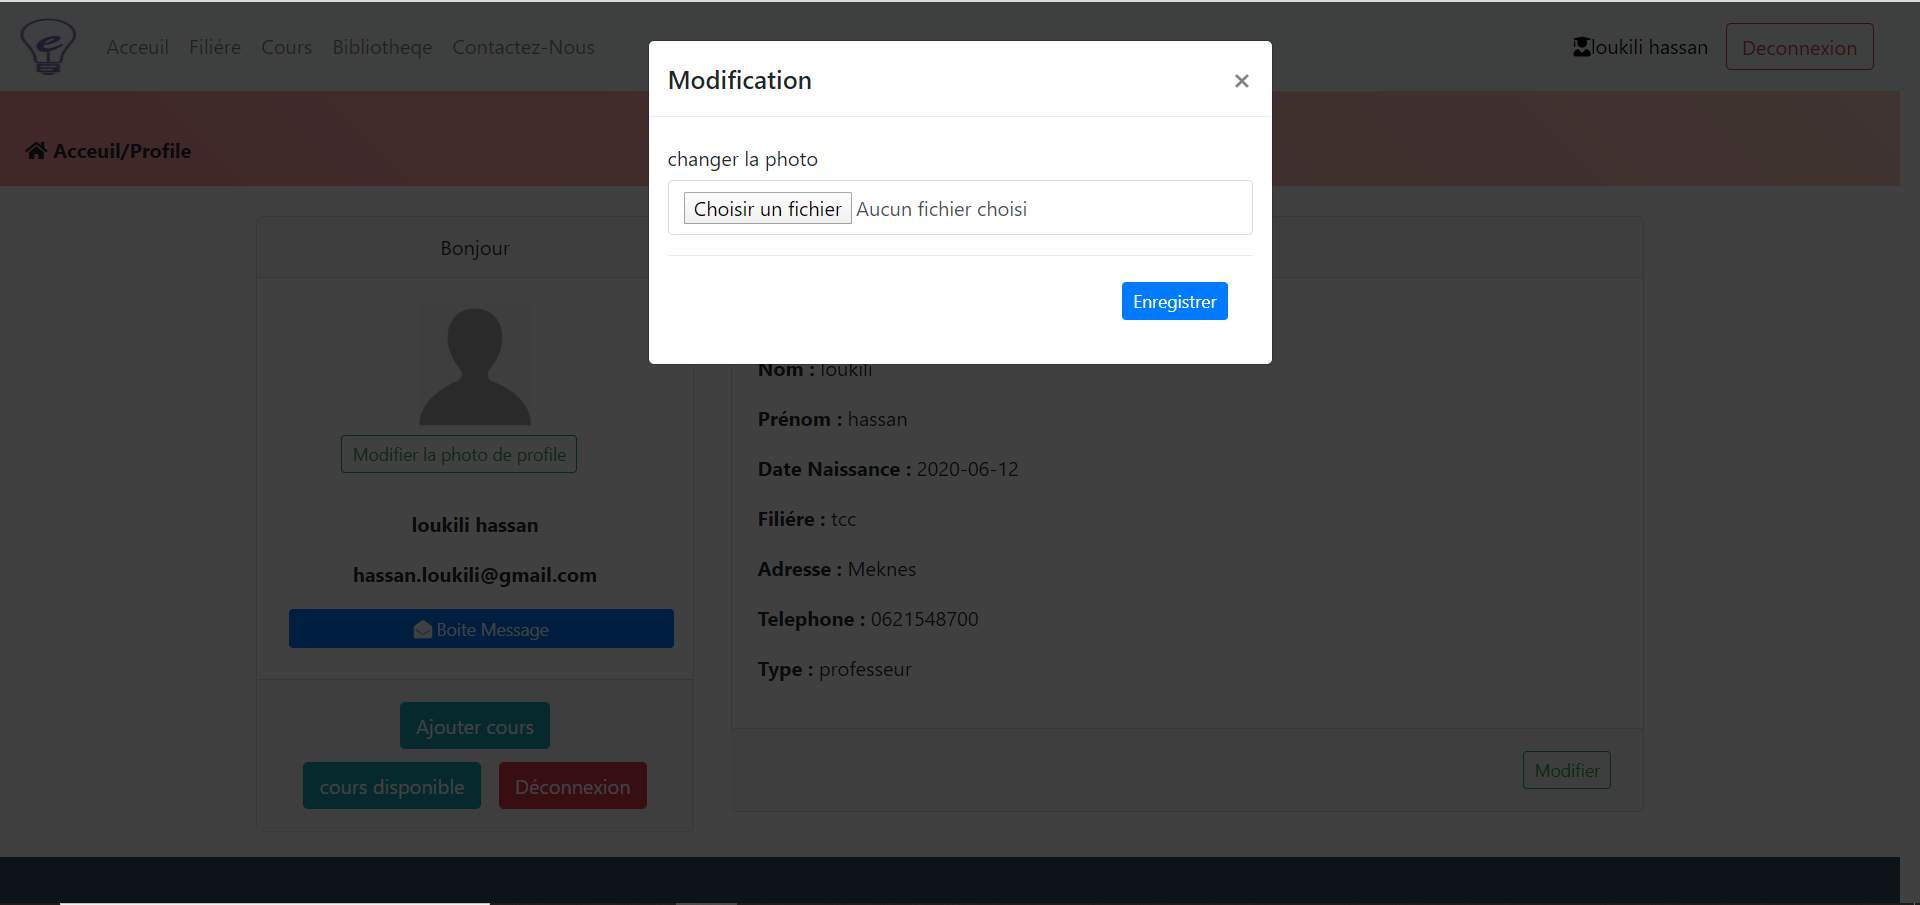 Acceuil Filiére Cours Bibliotheqe Contactez-Nous
loukili hassan Deconnexion
Modification ×
Acceuil/Profile
changer la photo
Choisir un fichier Aucun fichier choisi
Enregistrer
Bonjour
Modifier la photo de profile
loukili hassan
hassan.loukili@gmail.com
Boite Message
Ajouter cours
cours disponible Déconnexion
Nom : loukili
Prénom : hassan
Date Naissance : 2020-06-12
Filiére : tcc
Adresse : Meknes
Telephone : 0621548700
Type : professeur
Modifier